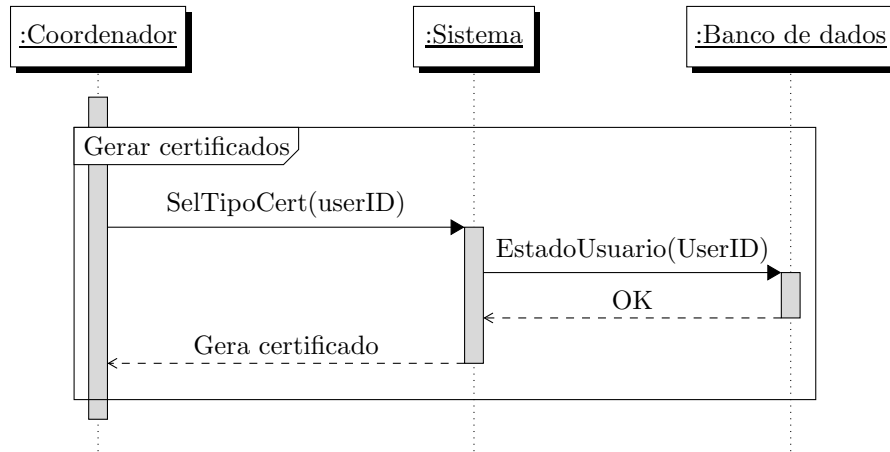 :Coordenador
:Sistema
:Banco de dados
Gerar certificados
SelTipoCert(userID)
EstadoUsuario(UserID)
OK
Gera certificado